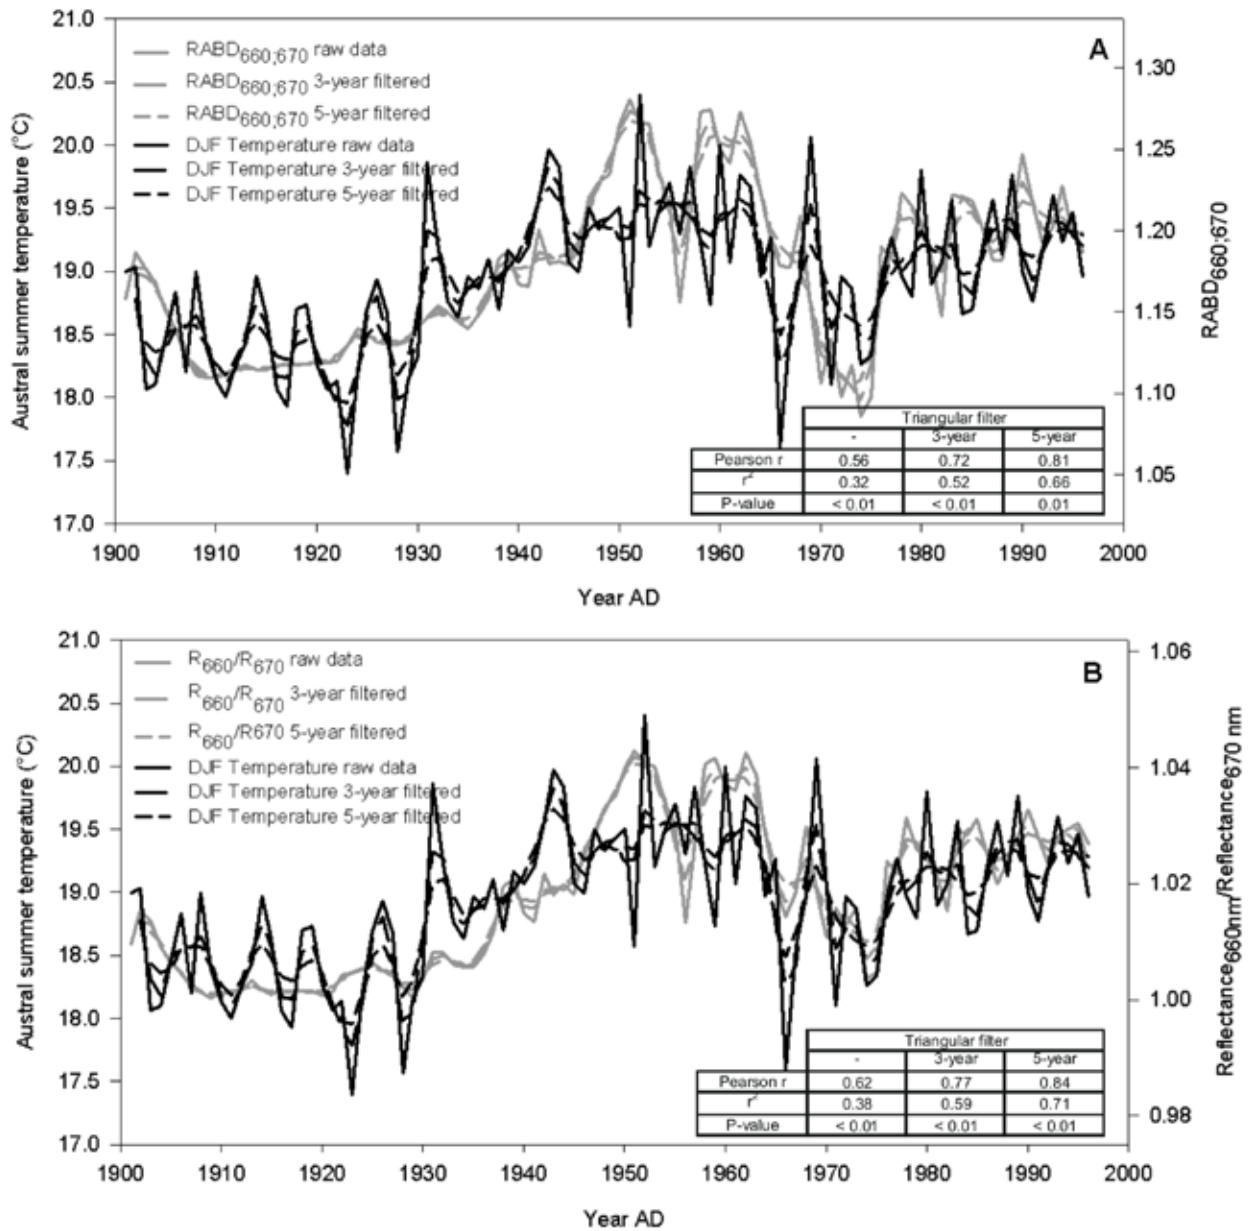 A
21.0
20.5
20.0
19.5
19.0
18.5
18.0
17.5
17.0
Austral summer temperature (°C)
RABD660;670 raw data
RABD660;670 3-year filtered
RABD660;670 5-year filtered
DJF Temperature raw data
DJF Temperature 3-year filtered
DJF Temperature 5-year filtered
1.30
1.25
1.20
1.15
1.10
1.05
RABD660;670
Triangular filter
- 3-year 5-year
Pearson r 0.56 0.72 0.81
r2 0.32 0.52 0.66
P-value < 0.01 < 0.01 0.01
1900 1910 1920 1930 1940 1950 1960 1970 1980 1990 2000
Year AD
B
21.0
20.5
20.0
19.5
19.0
18.5
18.0
17.5
17.0
Austral summer temperature (°C)
R660/R670 raw data
R660/R670 3-year filtered
R660/R670 5-year filtered
DJF Temperature raw data
DJF Temperature 3-year filtered
DJF Temperature 5-year filtered
1.06
1.04
1.02
1.00
0.98
Reflectance660nm/Reflectance670 nm
Triangular filter
- 3-year 5-year
Pearson r 0.62 0.77 0.84
r2 0.38 0.59 0.71
P-value < 0.01 < 0.01 < 0.01
1900 1910 1920 1930 1940 1950 1960 1970 1980 1990 2000
Year AD